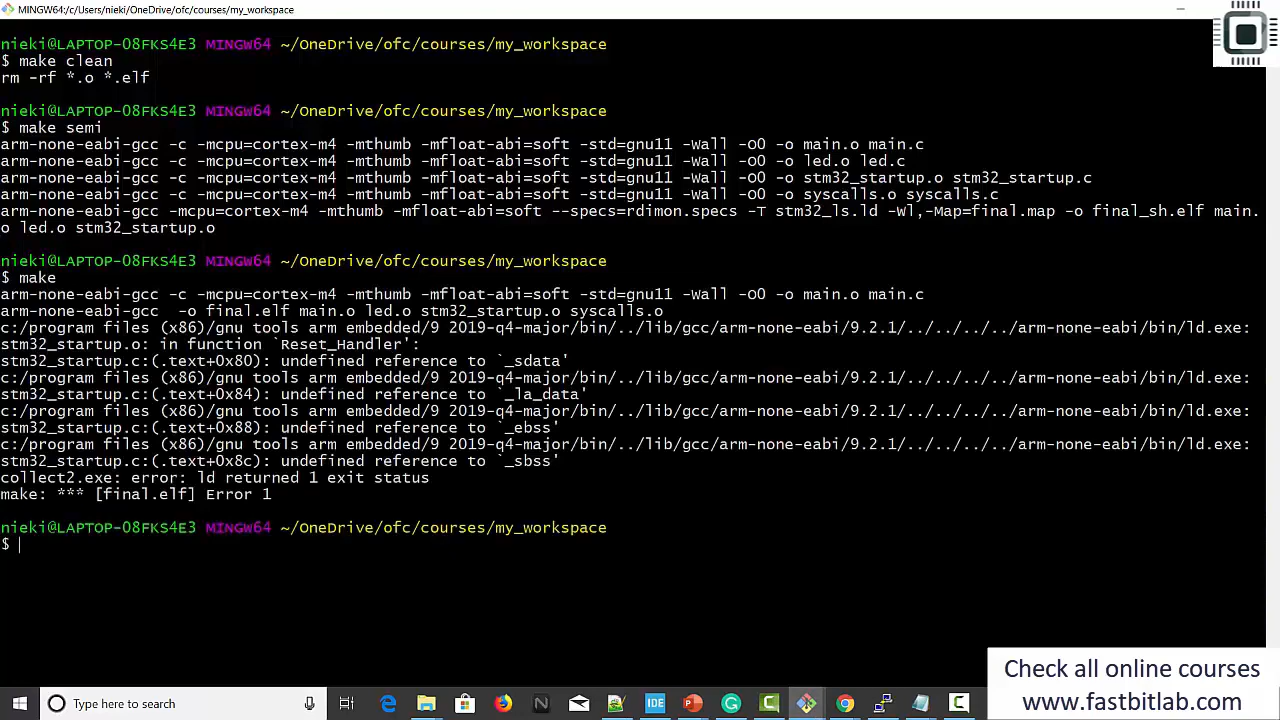 MINGW64:/c/Users/nieki/OneDrive/ofc/courses/my_workspace
nieki@LAPTOP-08FKS4E3 MINGW64 ~/OneDrive/ofc/courses/my_workspace
$ make clean
rm -rf *.o *.elf
nieki@LAPTOP-08FKS4E3 MINGW64 ~/OneDrive/ofc/courses/my_workspace
$ make semi
arm-none-eabi-gcc -c -mcpu=cortex-m4 -mthumb -mfloat-abi=soft -std=gnu11 -Wall -O0 -o main.o main.c
arm-none-eabi-gcc -c -mcpu=cortex-m4 -mthumb -mfloat-abi=soft -std=gnu11 -Wall -O0 -o led.o led.c
arm-none-eabi-gcc -c -mcpu=cortex-m4 -mthumb -mfloat-abi=soft -std=gnu11 -Wall -O0 -o stm32_startup.o stm32_startup.c
arm-none-eabi-gcc -c -mcpu=cortex-m4 -mthumb -mfloat-abi=soft -std=gnu11 -Wall -O0 -o syscalls.o syscalls.c
arm-none-eabi-gcc -mcpu=cortex-m4 -mthumb -mfloat-abi=soft --specs=rdimon.specs -T stm32_ls.ld -Wl,-Map=final.map -o final_sh.elf main.
o led.o stm32_startup.o
nieki@LAPTOP-08FKS4E3 MINGW64 ~/OneDrive/ofc/courses/my_workspace
$ make
arm-none-eabi-gcc -c -mcpu=cortex-m4 -mthumb -mfloat-abi=soft -std=gnu11 -Wall -O0 -o main.o main.c
arm-none-eabi-gcc  -o final.elf main.o led.o stm32_startup.o syscalls.o
c:/program files (x86)/gnu tools arm embedded/9 2019-q4-major/bin/../lib/gcc/arm-none-eabi/9.2.1/../../../../arm-none-eabi/bin/ld.exe:
stm32_startup.o: in function `Reset_Handler':
stm32_startup.c:(.text+0x80): undefined reference to `_sdata'
c:/program files (x86)/gnu tools arm embedded/9 2019-q4-major/bin/../lib/gcc/arm-none-eabi/9.2.1/../../../../arm-none-eabi/bin/ld.exe:
stm32_startup.c:(.text+0x84): undefined reference to `_la_data'
c:/program files (x86)/gnu tools arm embedded/9 2019-q4-major/bin/../lib/gcc/arm-none-eabi/9.2.1/../../../../arm-none-eabi/bin/ld.exe:
stm32_startup.c:(.text+0x88): undefined reference to `_ebss'
c:/program files (x86)/gnu tools arm embedded/9 2019-q4-major/bin/../lib/gcc/arm-none-eabi/9.2.1/../../../../arm-none-eabi/bin/ld.exe:
stm32_startup.c:(.text+0x8c): undefined reference to `_sbss'
collect2.exe: error: ld returned 1 exit status
make: *** [final.elf] Error 1
nieki@LAPTOP-08FKS4E3 MINGW64 ~/OneDrive/ofc/courses/my_workspace
$
Check all online courses
www.fastbitlab.com
Type here to search
IDE